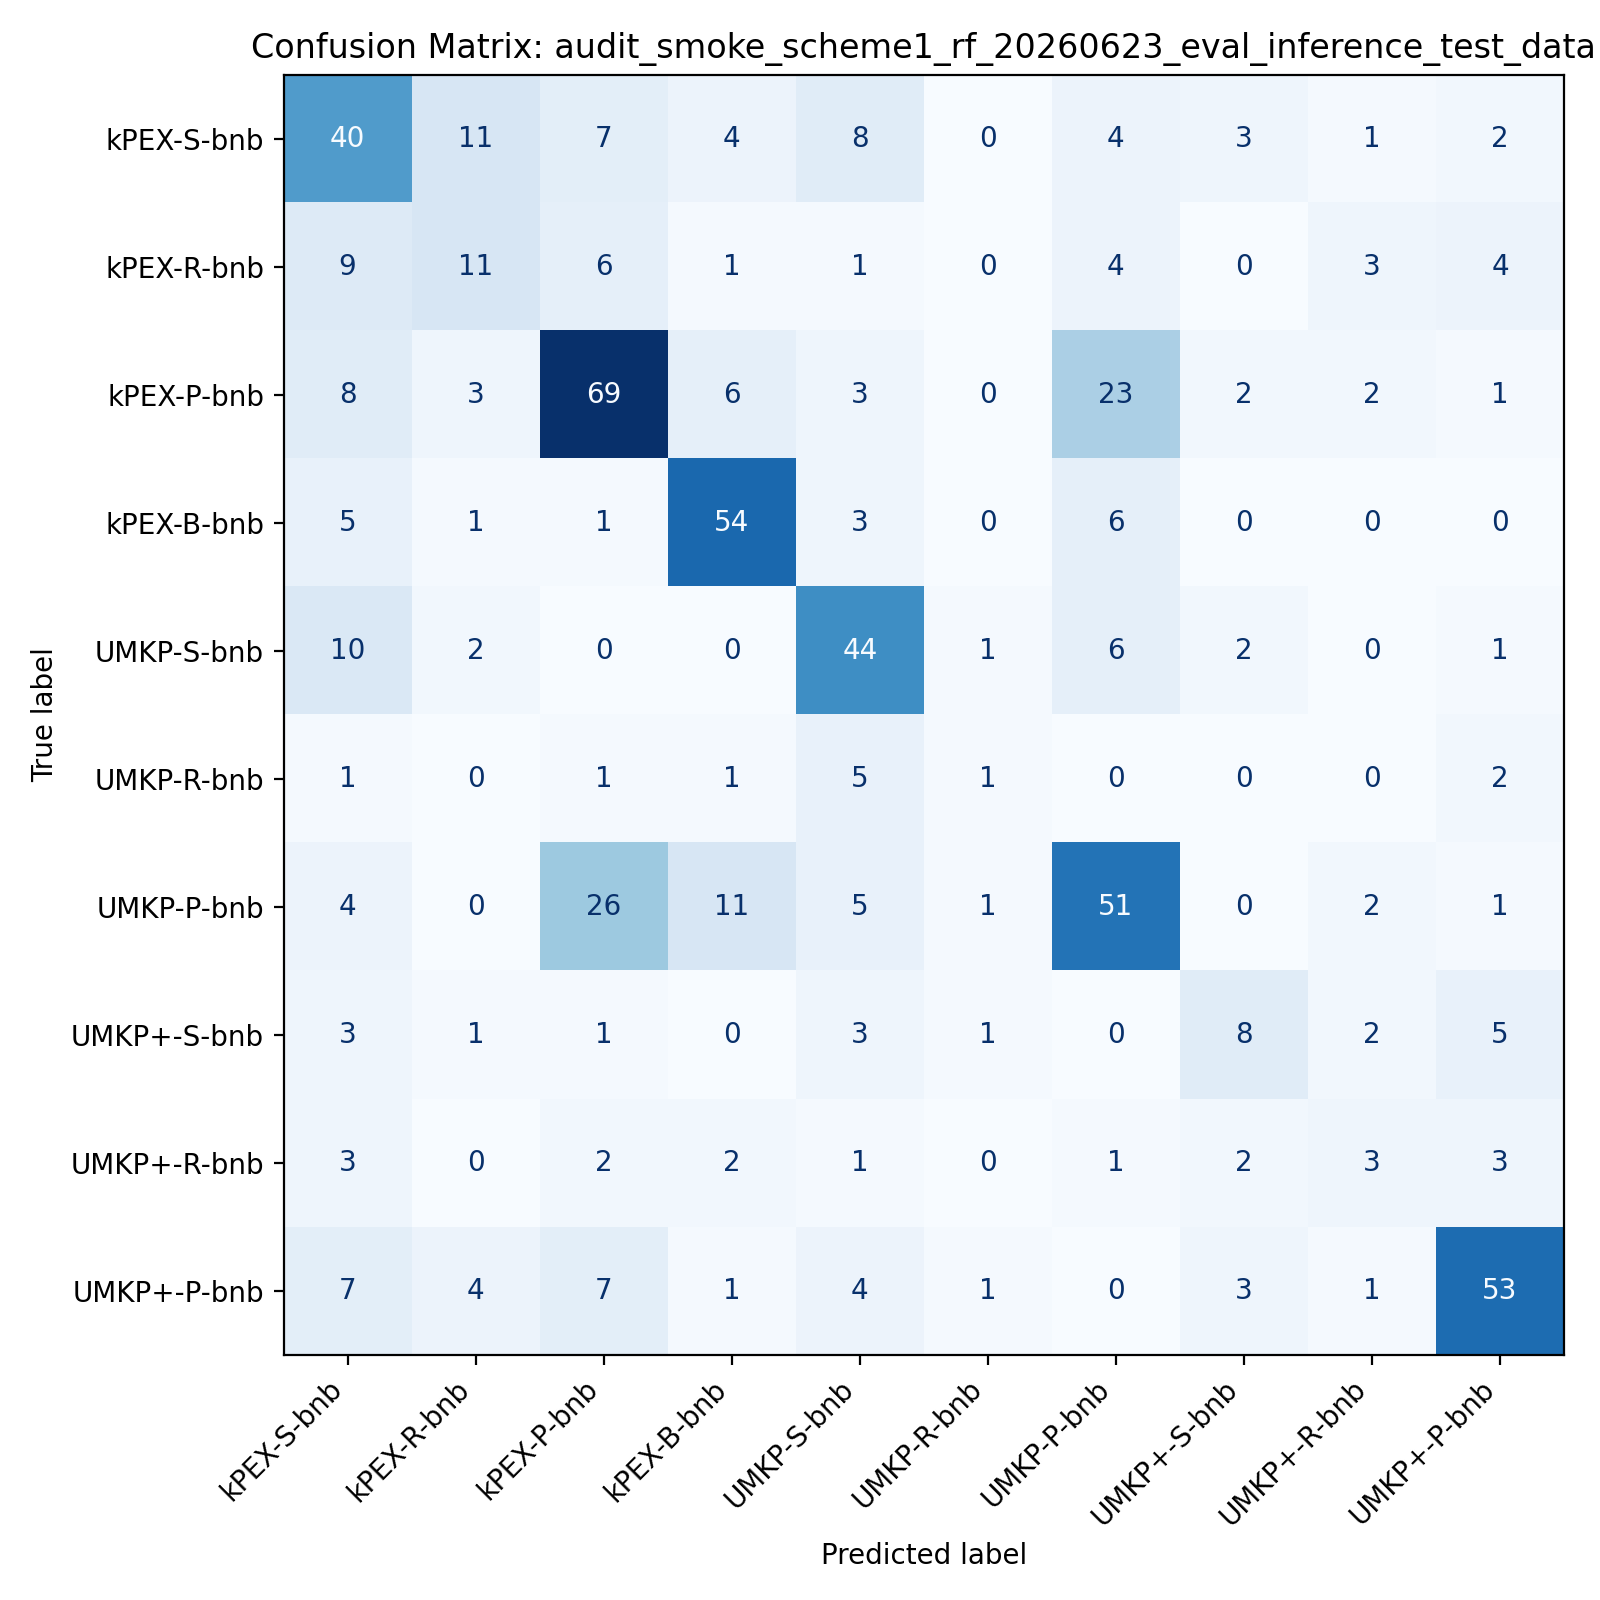 Confusion Matrix: audit_smoke_scheme1_rf_20260623_eval_inference_test_data
True label
kPEX-S-bnb 40 11 7 4 8 0 4 3 1 2
kPEX-R-bnb 9 11 6 1 1 0 4 0 3 4
kPEX-P-bnb 8 3 69 6 3 0 23 2 2 1
kPEX-B-bnb 5 1 1 54 3 0 6 0 0 0
UMKP-S-bnb 10 2 0 0 44 1 6 2 0 1
UMKP-R-bnb 1 0 1 1 5 1 0 0 0 2
UMKP-P-bnb 4 0 26 11 5 1 51 0 2 1
UMKP+-S-bnb 3 1 1 0 3 1 0 8 2 5
UMKP+-R-bnb 3 0 2 2 1 0 1 2 3 3
UMKP+-P-bnb 7 4 7 1 4 1 0 3 1 53
kPEX-S-bnb kPEX-R-bnb kPEX-P-bnb kPEX-B-bnb UMKP-S-bnb UMKP-R-bnb UMKP-P-bnb UMKP+-S-bnb UMKP+-R-bnb UMKP+-P-bnb
Predicted label